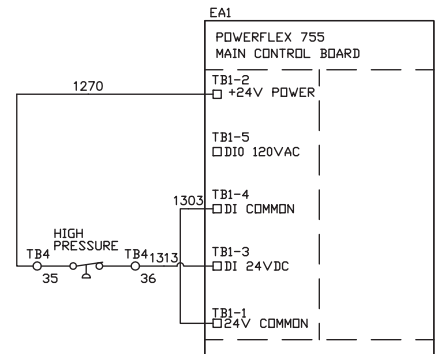 EA1
POWERFLEX 755
MAIN CONTROL BOARD
1270
TB1-2
+24V POWER
TB1-5
DI0 120VAC
1303
TB1-4
DI COMMON
HIGH
PRESSURE
TB4
TB4
1313
TB1-3
DI 24VDC
35
36
TB1-1
24V COMMON